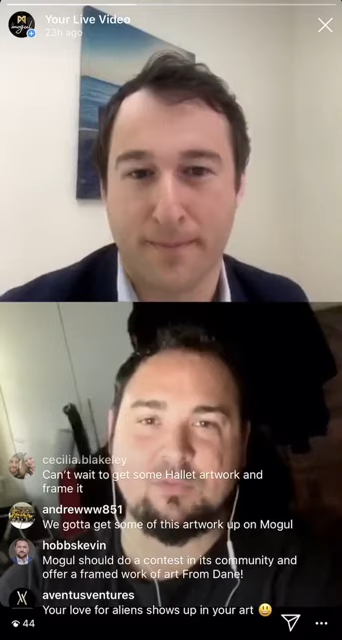 Your Live Video
23h ago
cecilia.blakeley
Can't wait to get some Hallet artwork and
frame it
andrewww851
We gotta get some of this artwork up on Mogul
hobbskevin
Mogul should do a contest in its community and
offer a framed work of art From Dane!
aventusventures
Your love for aliens shows up in your art 😃
44